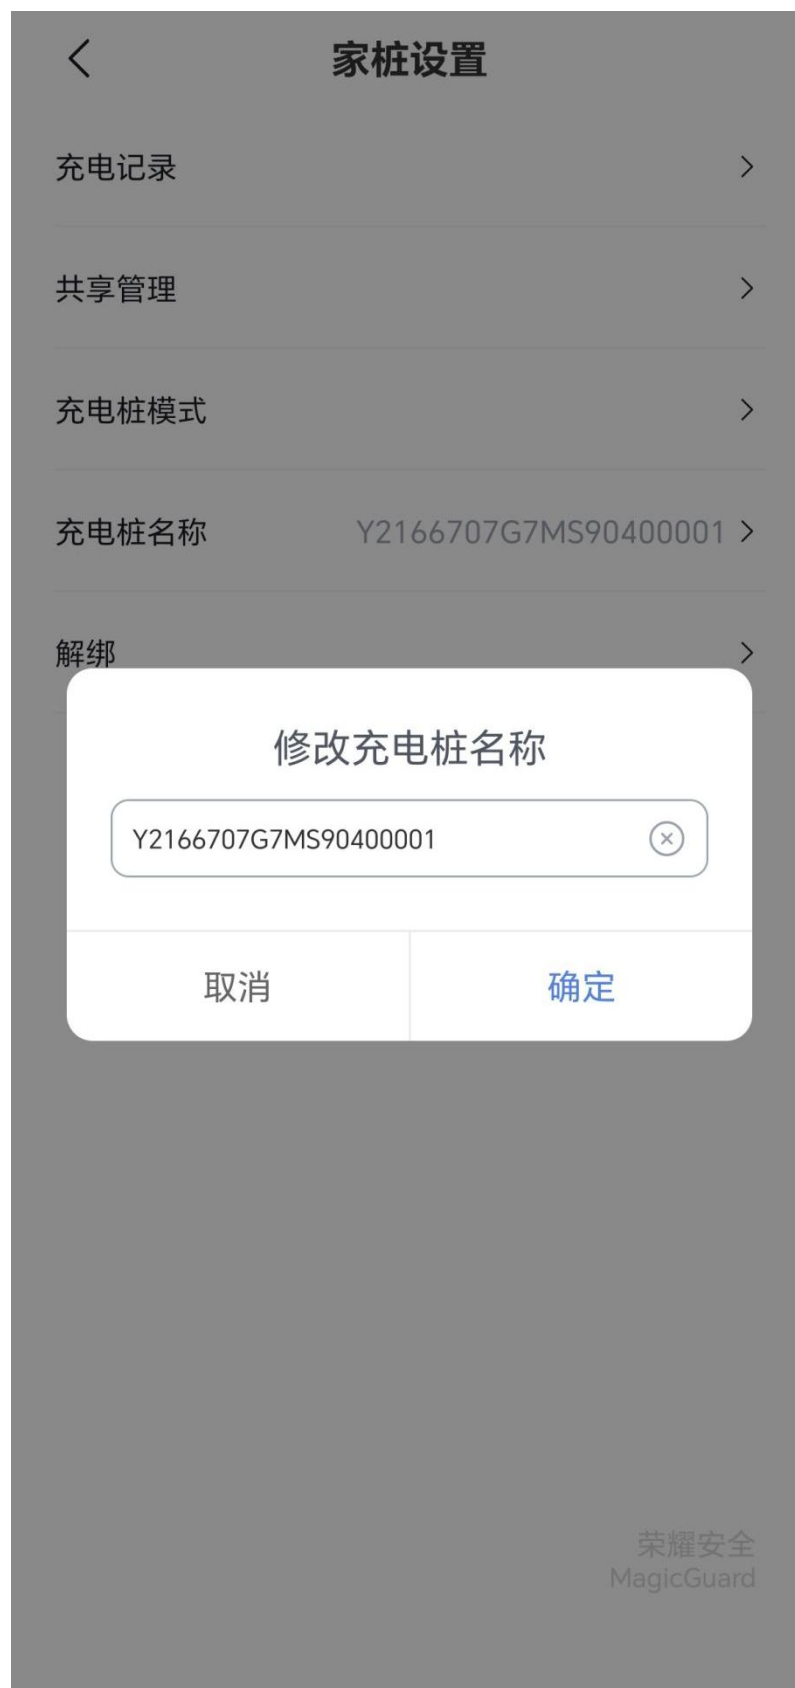 家桩设置
充电记录
共享管理
充电桩模式
充电桩名称 Y2166707G7MS90400001
解绑
修改充电桩名称
Y2166707G7MS90400001
取消 确定
荣耀安全
MagicGuard